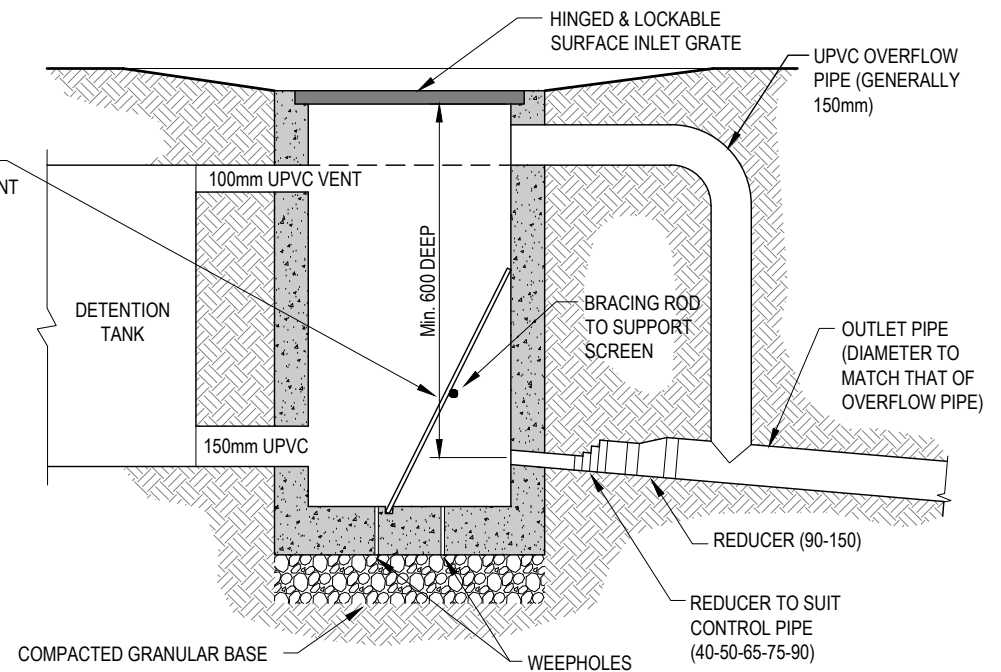 HINGED & LOCKABLE
SURFACE INLET GRATE
UPVC OVERFLOW
PIPE (GENERALLY
150mm)
NT
100mm UPVC VENT
Min. 600 DEEP
DETENTION
TANK
BRACING ROD
TO SUPPORT
SCREEN
OUTLET PIPE
(DIAMETER TO
MATCH THAT OF
OVERFLOW PIPE)
150mm UPVC
REDUCER (90-150)
REDUCER TO SUIT
CONTROL PIPE
(40-50-65-75-90)
COMPACTED GRANULAR BASE
WEEPHOLES